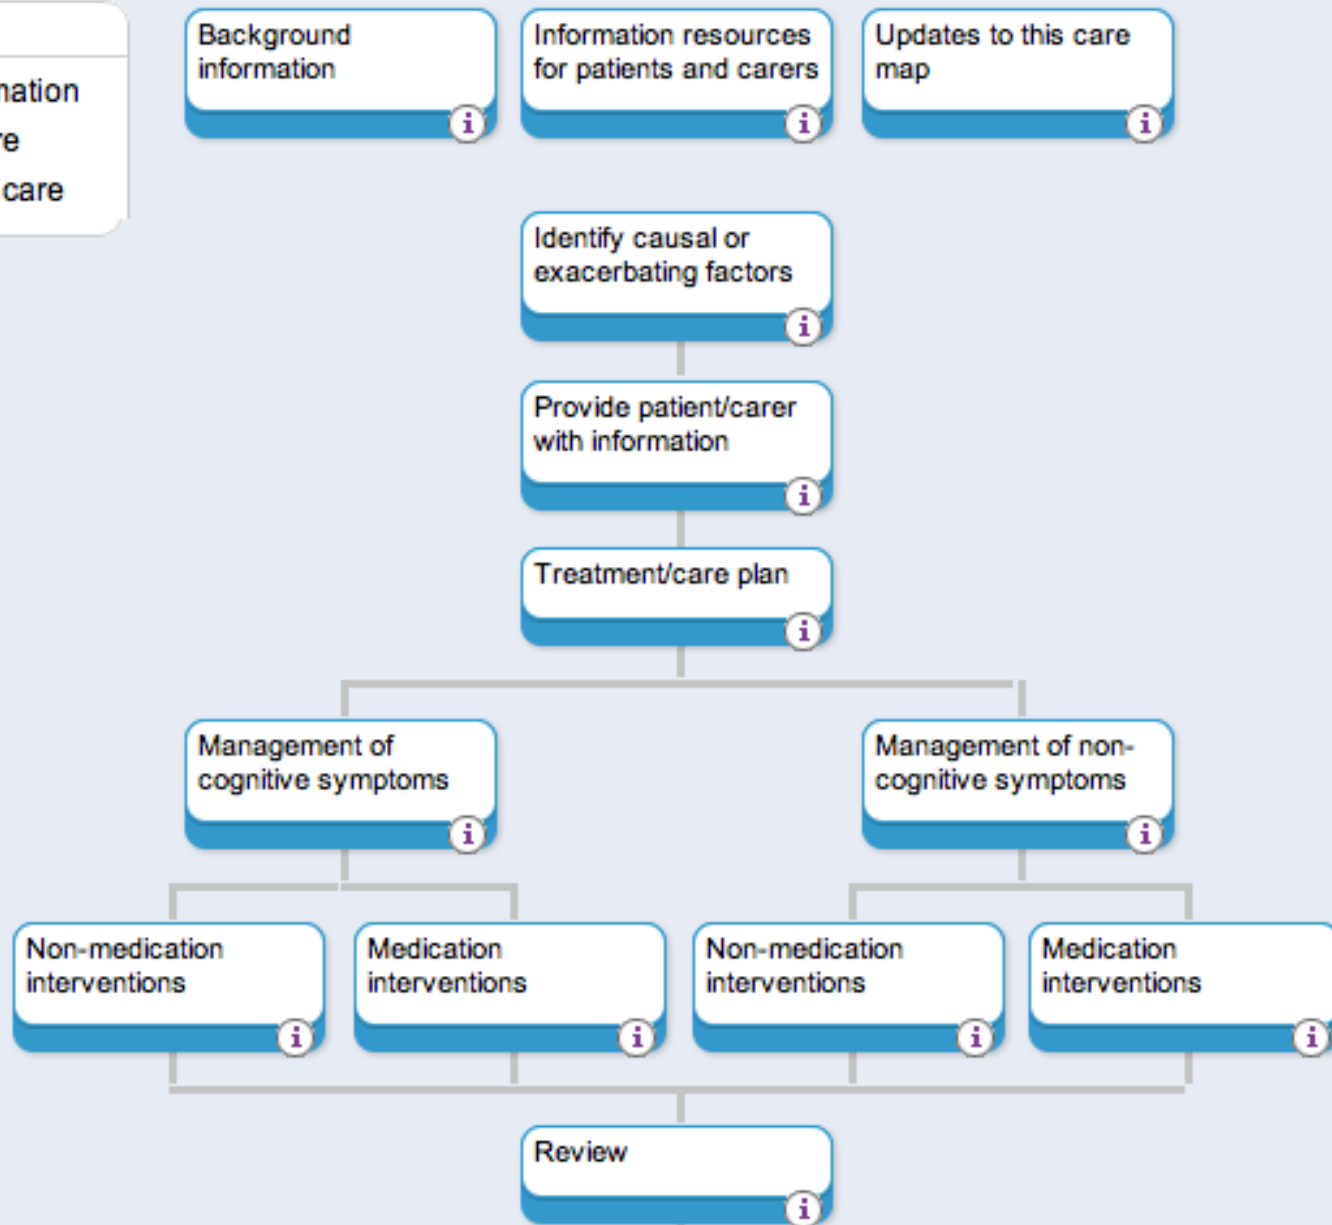 re
care
Background
information
Information resources
for patients and carers
Updates to this care
map
Identify causal or
exacerbating factors
Provide patient/carer
with information
Treatment/care plan
Management of
cognitive symptoms
Management of non-
cognitive symptoms
Non-medication
interventions
Medication
interventions
Non-medication
interventions
Medication
interventions
Review